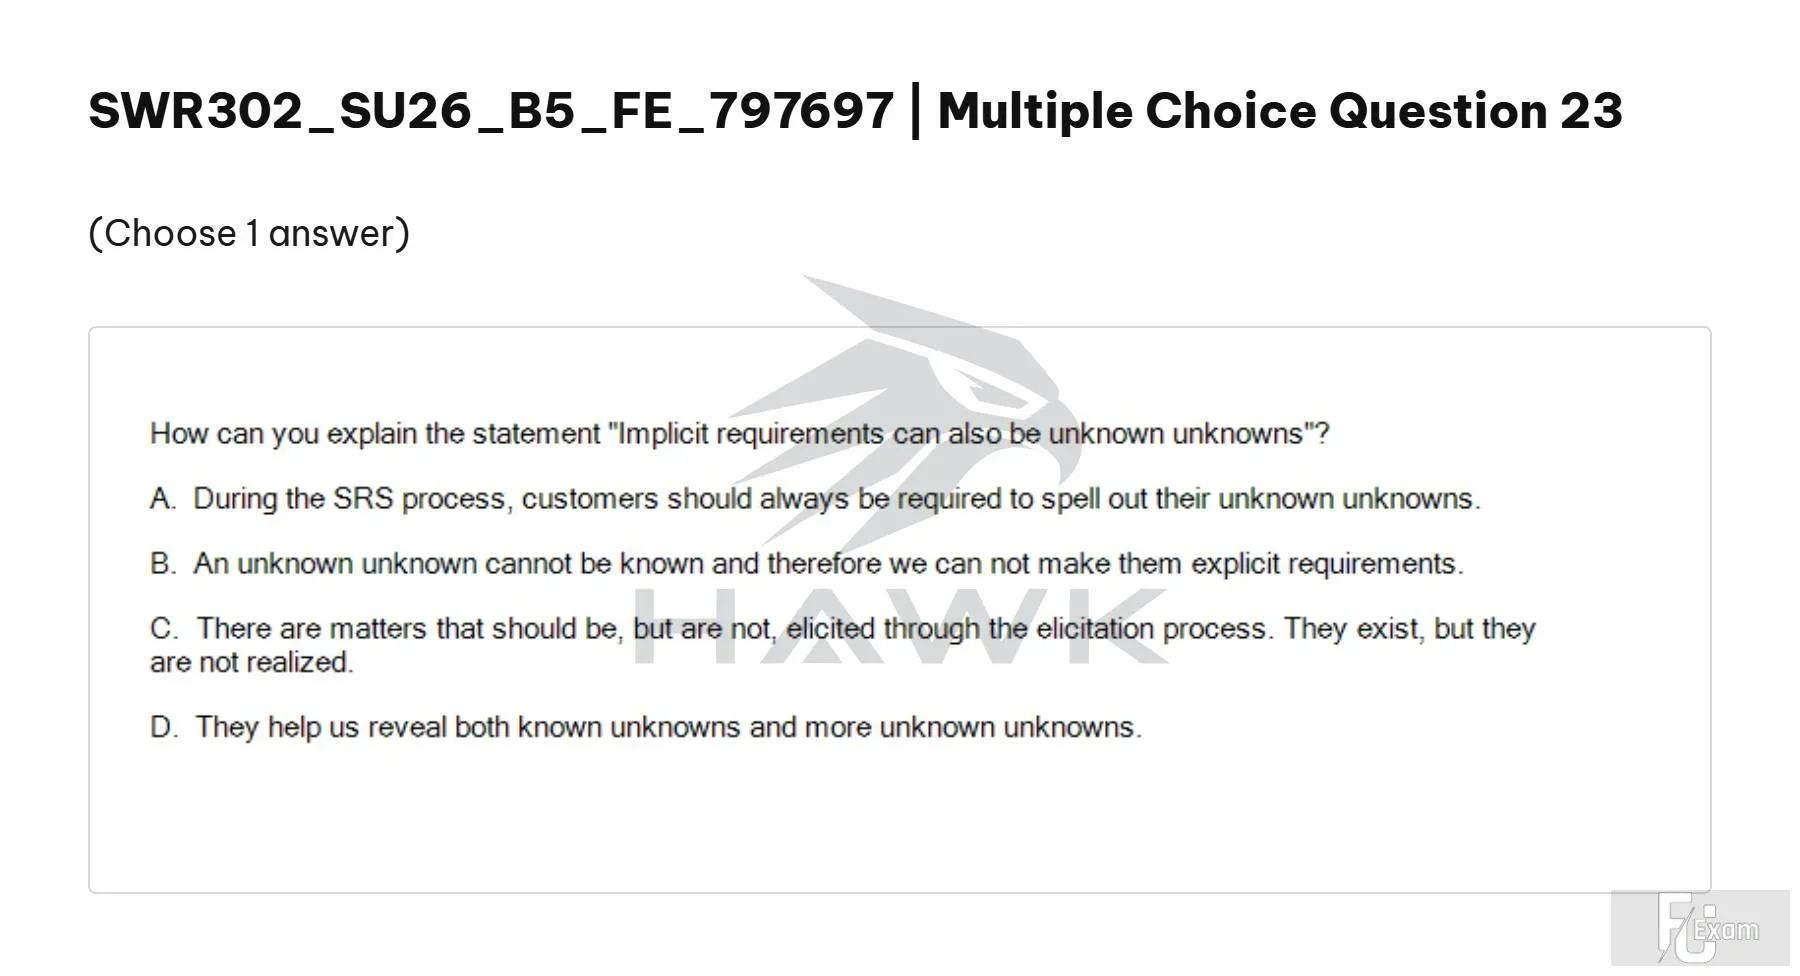 SWR302_SU26_B5_FE_797697 | Multiple Choice Question 23
(Choose 1 answer)
How can you explain the statement "Implicit requirements can also be unknown unknowns"?
A. During the SRS process, customers should always be required to spell out their unknown unknowns.
B. An unknown unknown cannot be known and therefore we can not make them explicit requirements.
HAWK
C. There are matters that should be, but are not, elicited through the elicitation process. They exist, but they
are not realized.
D. They help us reveal both known unknowns and more unknown unknowns.
FU Exam